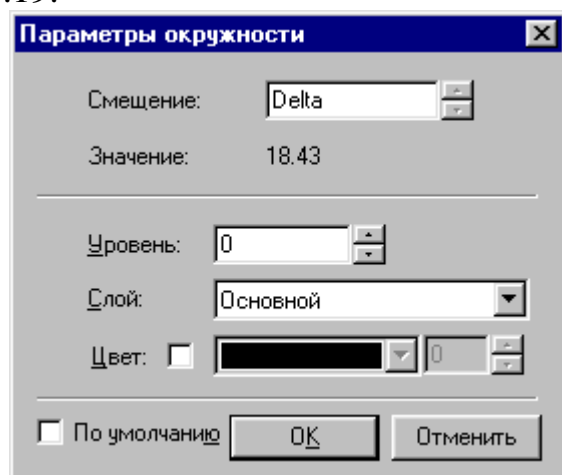 Параметры окружности
Смещение: Delta
Значение: 18.43
Уровень: 0
Слой: Основной
Цвет: 0
По умолчанию OK Отменить